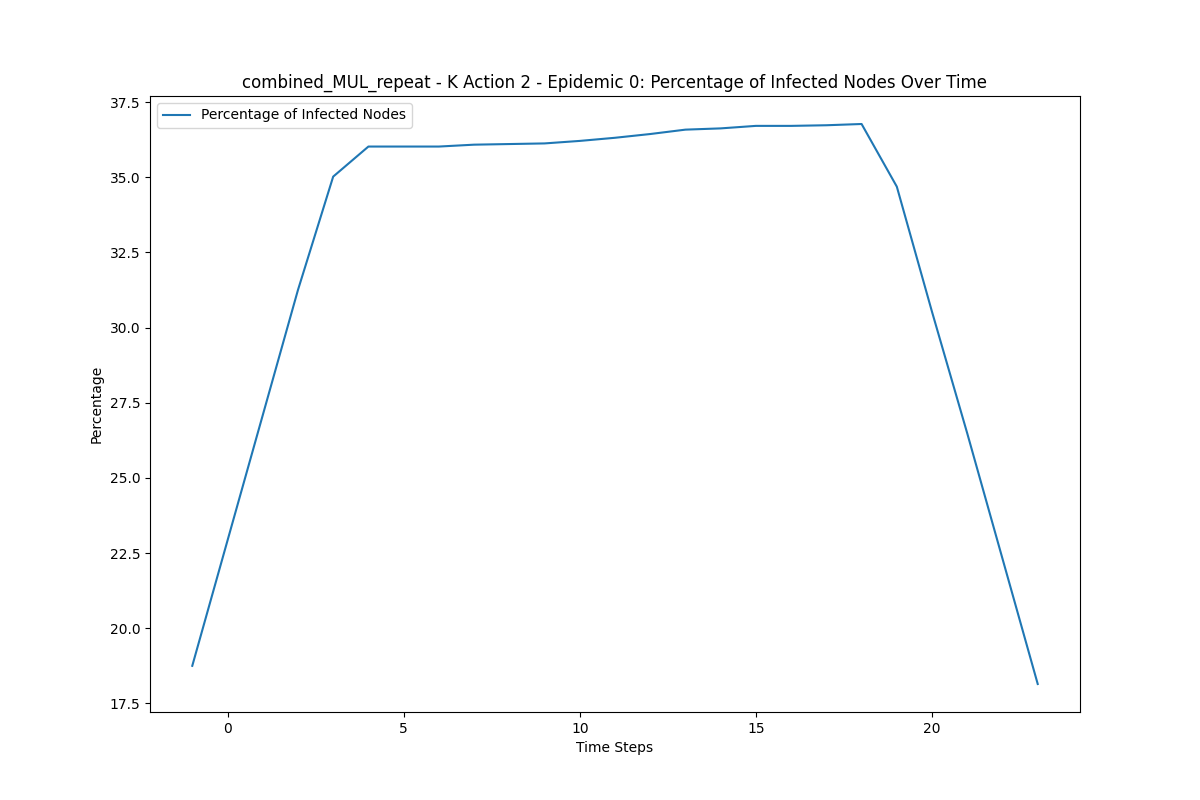 combined_MUL_repeat - K Action 2 - Epidemic 0: Percentage of Infected Nodes Over Time
Percentage of Infected Nodes
37.5
35.0
32.5
30.0
27.5
25.0
22.5
20.0
17.5
Percentage
0 5 10 15 20
Time Steps